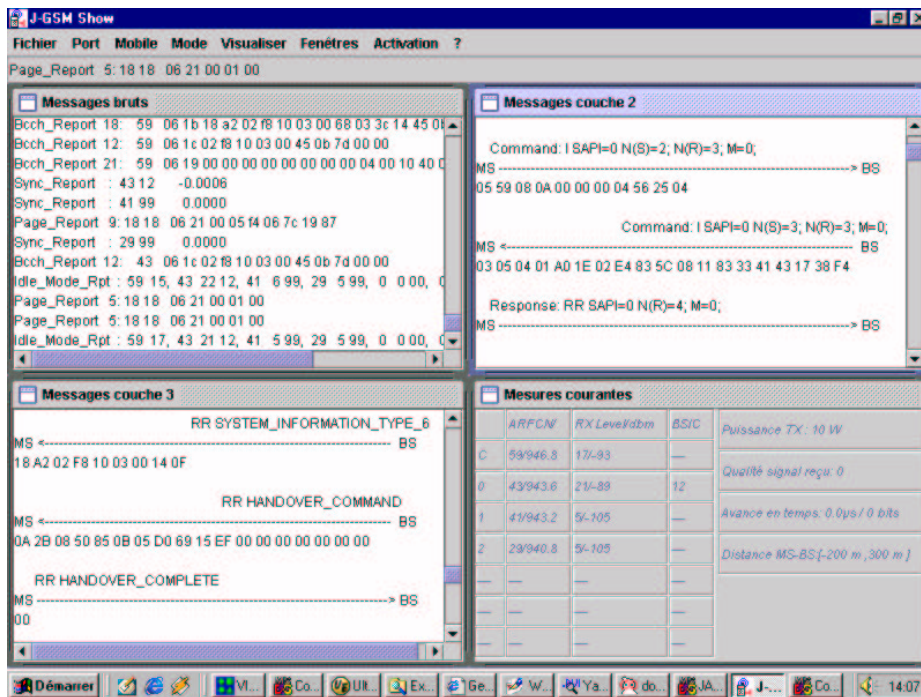 J-GSM Show
Fichier Port Mobile Mode Visualiser Fenétres Activation ?
Page_Report 5: 18 18 06 21 00 01 00
Messages bruts
Bcch_Report 18: 59 06 1b 18 a2 02 f8 10 03 00 68 03 3c 14 45
Bcch_Report 12: 59 06 1c 02 f8 10 03 00 45 0b 7d 00 00
Bcch_Report 21: 59 06 19 00 00 00 00 00 00 00 00 04 00 10 40
Sync_Report : 43 12 -0.0006
Sync_Report : 41 99 0.0000
Page_Report 9: 18 18 06 21 00 05 f4 06 7c 19 87
Sync_Report : 29 99 0.0000
Bcch_Report 12: 43 06 1c 02 f8 10 03 00 45 0b 7d 00 00
Idle_Mode_Rpt : 59 15, 43 22 12, 41 6 99, 29 5 99, 0 0 00,
Page_Report 5: 18 18 06 21 00 01 00
Page_Report 5: 18 18 06 21 00 01 00
Idle_Mode_Rpt : 59 17, 43 21 12, 41 5 99, 29 5 99, 0 0 00,
Messages couche 2
Command: I SAPI=0 N(S)=2; N(R)=3; M=0;
MS ---> BS
05 59 08 0A 00 00 00 04 56 25 04
Command: I SAPI=0 N(S)=3; N(R)=3; M=0;
MS <--- BS
03 05 04 01 A0 1E 02 E4 83 5C 08 11 83 33 41 43 17 38 F4
Response: RR SAPI=0 N(R)=4; M=0;
MS ---> BS
Messages couche 3
RR SYSTEM_INFORMATION_TYPE_6
MS <--- BS
18 A2 02 F8 10 03 00 14 0F
RR HANDOVER_COMMAND
MS <--- BS
0A 2B 08 50 85 0B 05 D0 69 15 EF 00 00 00 00 00 00 00
RR HANDOVER_COMPLETE
MS ---> BS
00
Mesures courantes
ARFCN/ RX Level/dbm BSIC
C 59/946.8 17/-93 —
0 43/943.6 21/-89 12
1 41/943.2 5/-105 —
2 29/940.8 5/-105 —
— — —
— — —
— — —
Puissance TX : 10 W
Qualité signal reçu: 0
Avance en temps: 0.0µs / 0 bits
Distance MS-BS:[-200 m ,300 m ]
Démarrer VI... Co... Ult... Ex... Ge... W... Ya... do... JA... J-... Co... 14:0